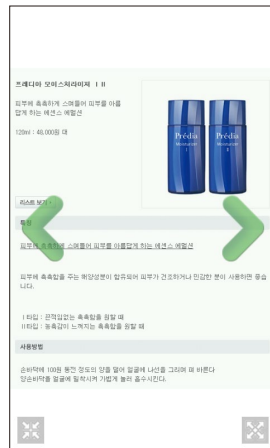 프레디아 모이스처라이저 I II
피부에 촉촉하게 스며들어 피부를 아름
답게 하는 에센스 에멀션
120ml : 48,000원 대
Prédia
Moisturizer
I
Prédia
Moisturizer
II
리스트 보기
특징
피부에 촉촉하게 스며들어 피부를 아름답게 하는 에센스 에멀션
피부에 촉촉함을 주는 해양성분이 함유되어 피부가 건조하거나 민감한 분이 사용하면 좋습
니다.
I 타입 : 끈적임없는 촉촉함을 원할 때
II타입 : 효촉감이 느껴지는 촉촉함을 원할 때
사용방법
손바닥에 100원 동전 정도의 양을 덜어 얼굴에 나선을 그리며 펴 바른다
양손바닥를 얼굴에 밀착시켜 가볍게 눌러 흡수시킨다.